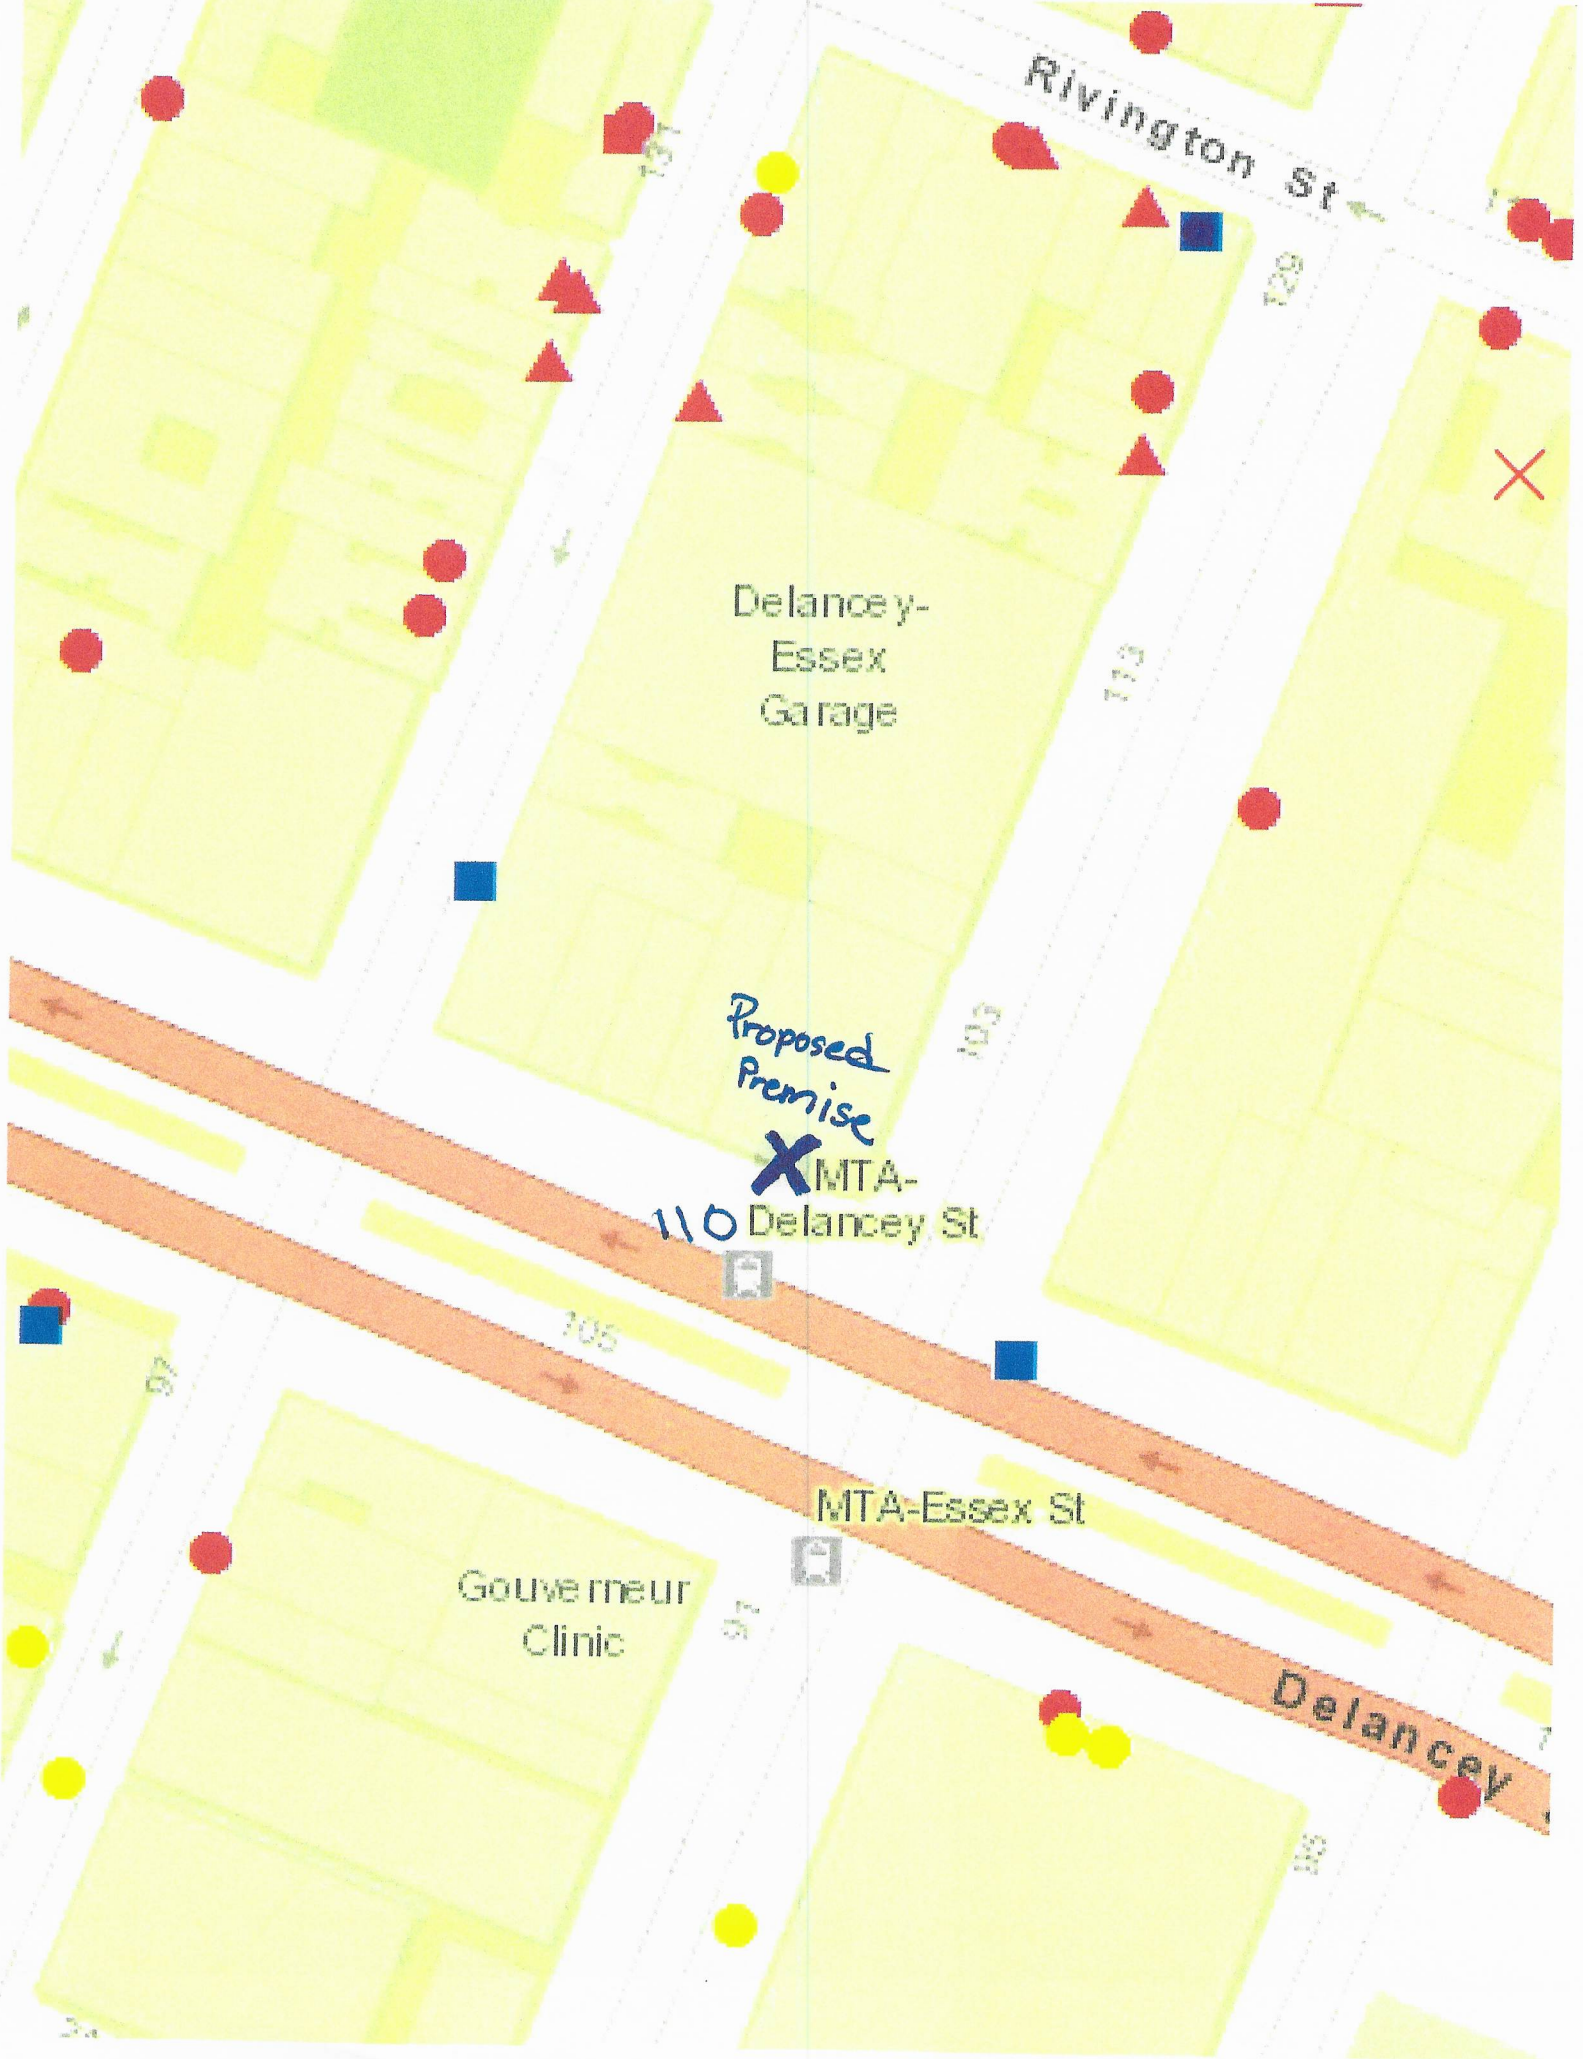 Rivington St
131
129
Delancey-
Essex
Garage
113
103
Proposed
Premise
X MTA-
110 Delancey St
105
97
MTA-Essex St
Gouverneur
Clinic
97
Delancey